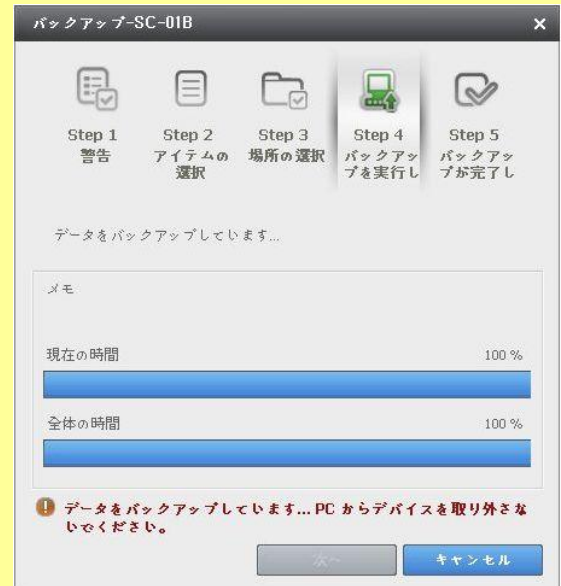 バックアップ-SC-01B
Step 1
警告
Step 2
アイテムの
選択
Step 3
場所の選択
Step 4
バックアッ
プを実行し
Step 5
バックアッ
プが完了し
データをバックアップしています...
メモ
現在の時間
100 %
全体の時間
100 %
データをバックアップしています... PC からデバイスを取り外さな
いでください。
次へ
キャンセル